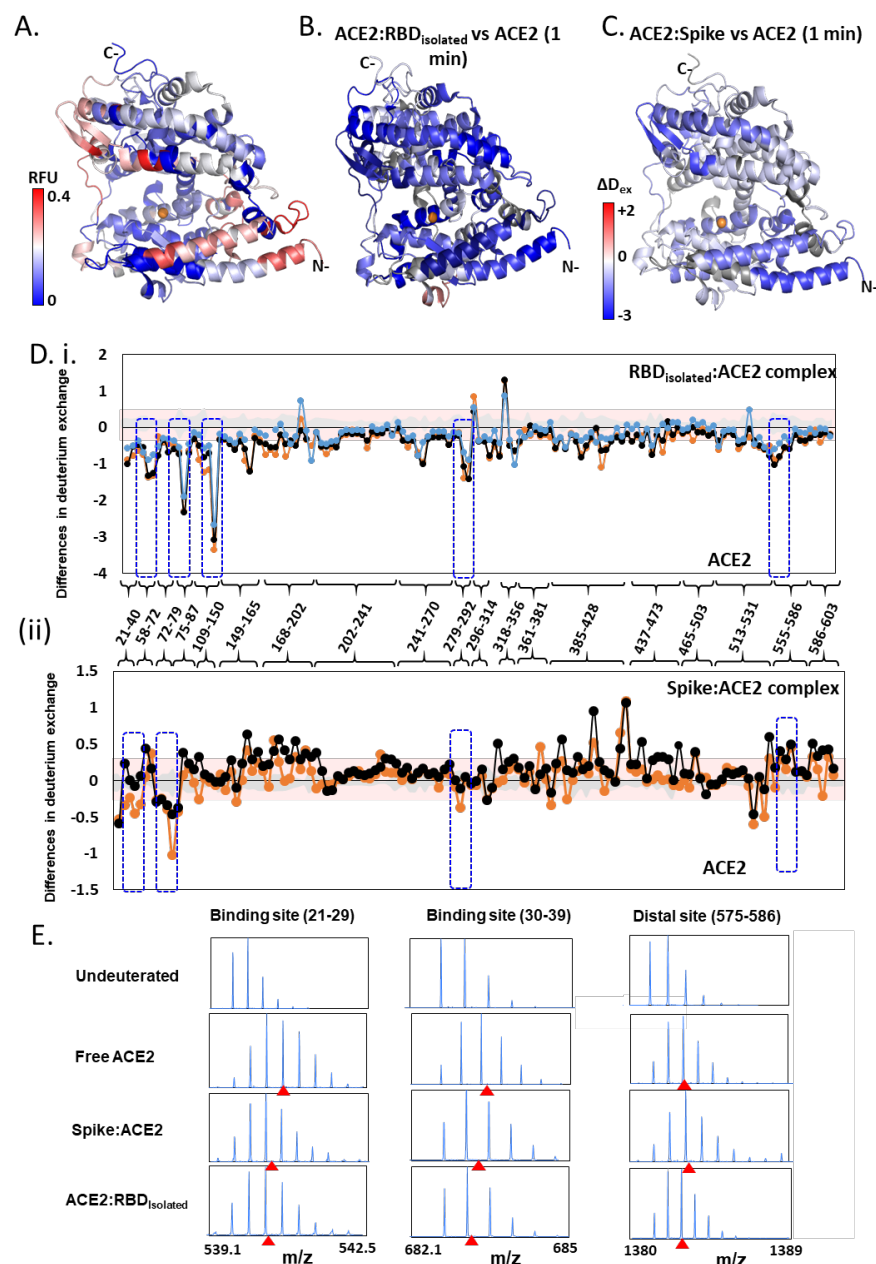 A.
B. ACE2:RBDisolated vs ACE2 (1 min)
C. ACE2:Spike vs ACE2 (1 min)
C-
C-
RFU
0.4
0
N-
N-
N-
ΔDex
+2
0
-3
D. i.
RBDisolated:ACE2 complex
Differences in deuterium exchange
2
1
0
-1
-2
-3
-4
ACE2
21-40
58-72
72-79
75-87
109-150
149-165
168-202
202-241
241-270
279-292
296-314
318-356
361-381
385-428
437-473
465-503
513-531
555-586
586-603
(ii)
Spike:ACE2 complex
Differences in deuterium exchange
1.5
1
0.5
0
-0.5
-1
-1.5
ACE2
E.
Binding site (21-29)
Binding site (30-39)
Distal site (575-586)
Undeuterated
Free ACE2
Spike:ACE2
ACE2:RBDIsolated
539.1
m/z
542.5
682.1
m/z
685
1380
m/z
1389